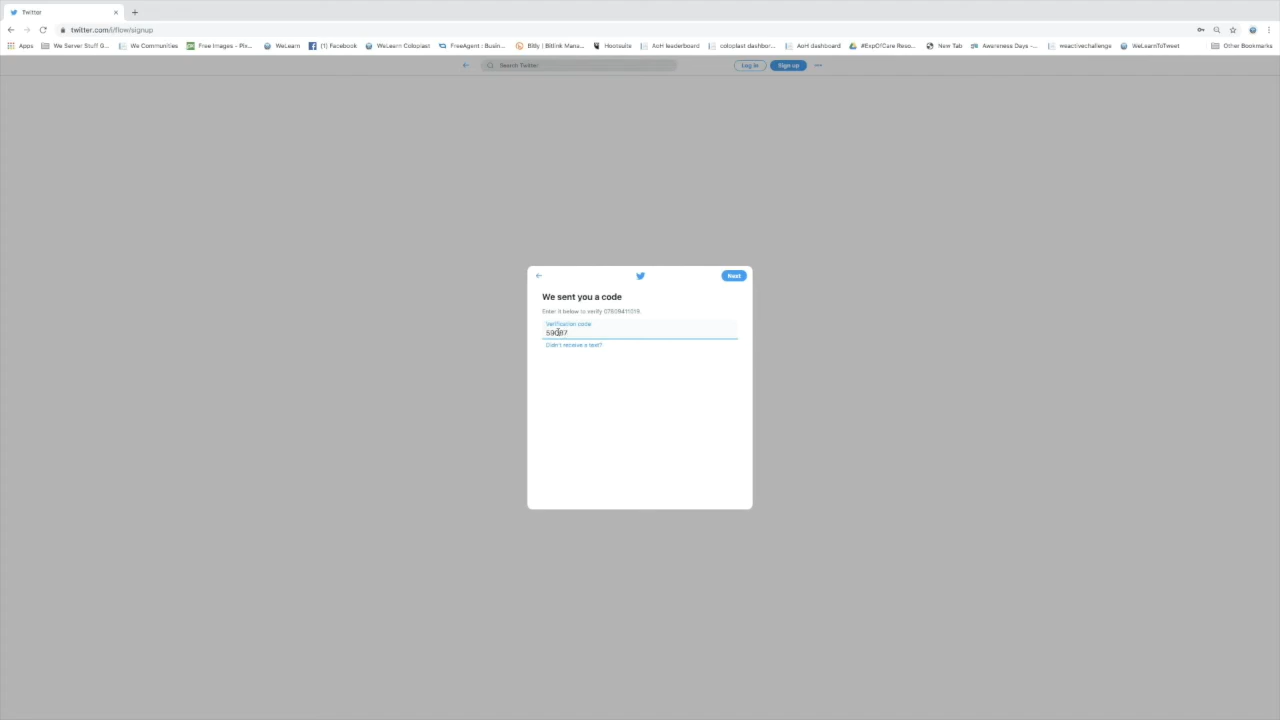 Twitter
twitter.com/i/flow/signup
Apps We Server Stuff G... We Communities Free Images - Pix... WeLearn (1) Facebook WeLearn Coloplast FreeAgent : Busin... Bitly | Bitlink Mana... Hootsuite AoH leaderboard coloplast dashbor... AoH dashboard #ExpOfCare Reso... New Tab Awareness Days -... weactivechallenge WeLearnToTweet Other Bookmarks
Search Twitter Log in Sign up
Next
We sent you a code
Enter it below to verify 07809411019.
Verification code
Didn't receive a text?